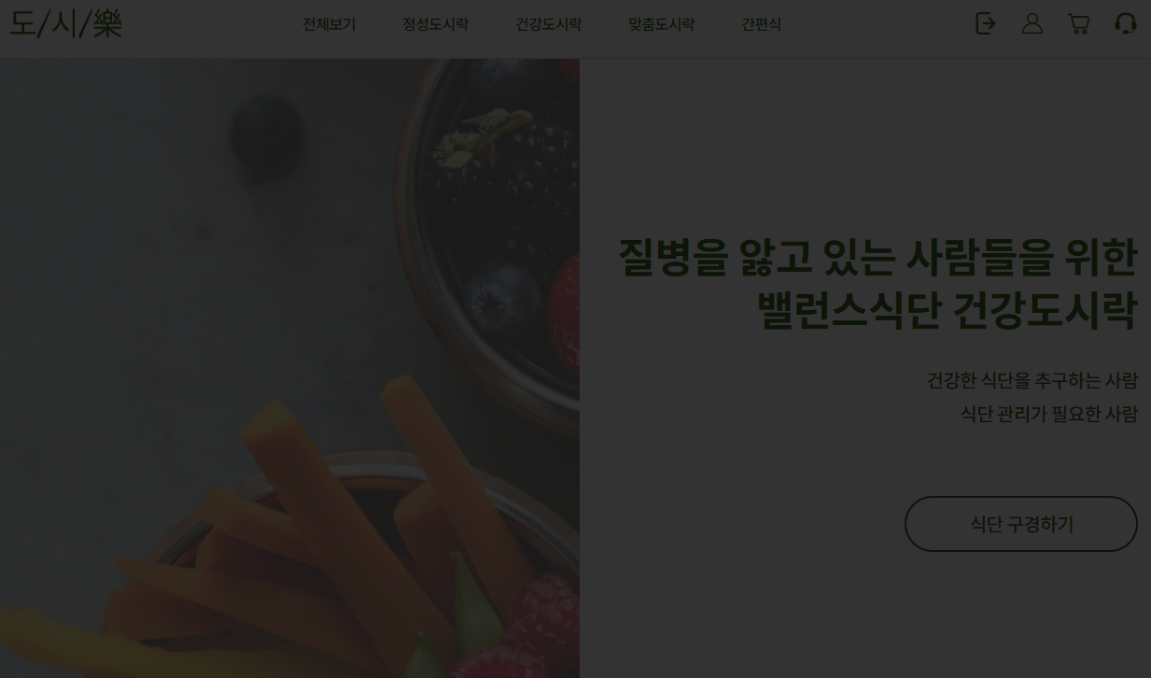 도/시/樂
전체보기 정성도시락 건강도시락 맞춤도시락 간편식
질병을 앓고 있는 사람들을 위한
밸런스식단 건강도시락
건강한 식단을 추구하는 사람
식단 관리가 필요한 사람
식단 구경하기